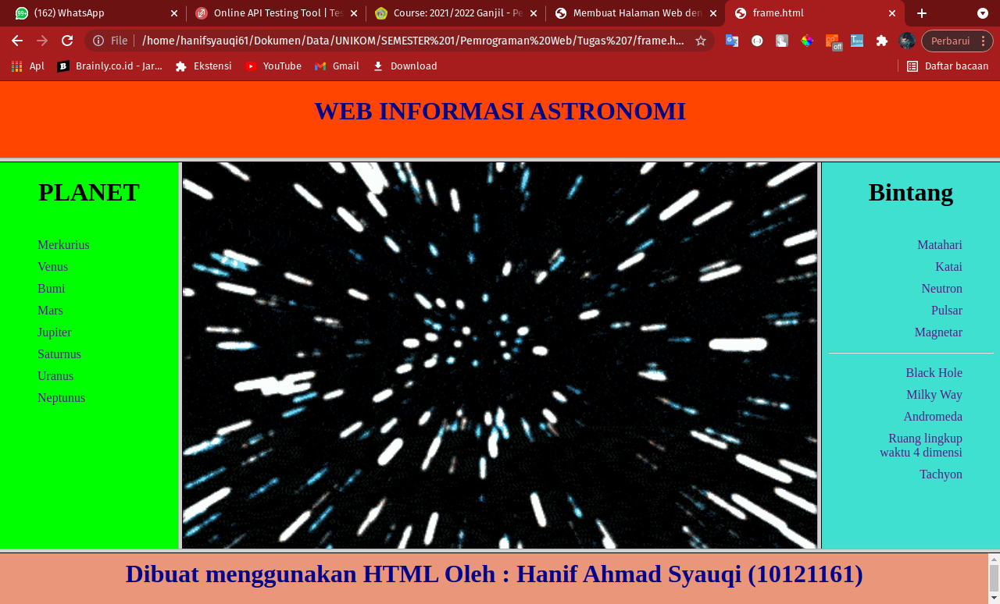 (162) WhatsApp
Online API Testing Tool | Tes
Course: 2021/2022 Ganjil - Pe
Membuat Halaman Web den
frame.html
File
/home/hanifsyauqi61/Dokumen/Data/UNIKOM/SEMESTER%201/Pemrograman%20Web/Tugas%207/frame.h...
off
Perbarui
Apl
Brainly.co.id - Jar...
Ekstensi
YouTube
Gmail
Download
Daftar bacaan
WEB INFORMASI ASTRONOMI
PLANET
Merkurius
Venus
Bumi
Mars
Jupiter
Saturnus
Uranus
Neptunus
Bintang
Matahari
Katai
Neutron
Pulsar
Magnetar
Black Hole
Milky Way
Andromeda
Ruang lingkup
waktu 4 dimensi
Tachyon
Dibuat menggunakan HTML Oleh : Hanif Ahmad Syauqi (10121161)